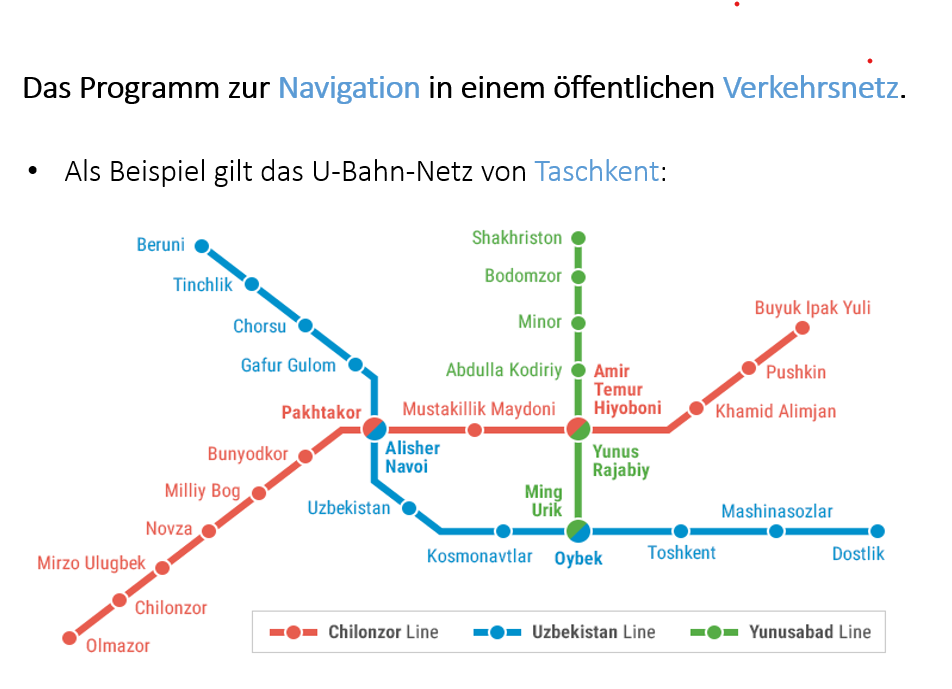 Das Programm zur Navigation in einem öffentlichen Verkehrsnetz.
• Als Beispiel gilt das U-Bahn-Netz von Taschkent:
Beruni
Tinchlik
Chorsu
Gafur Gulom
Shakhriston
Bodomzor
Minor
Abdulla Kodiriy
Buyuk Ipak Yuli
Pushkin
Khamid Alimjan
Amir
Temur
Hiyoboni
Pakhtakor
Mustakillik Maydoni
Alisher
Navoi
Yunus
Rajabiy
Bunyodkor
Milliy Bog
Novza
Mirzo Ulugbek
Chilonzor
Olmazor
Uzbekistan
Kosmonavtlar
Ming
Urik
Oybek
Toshkent
Mashinasozlar
Dostlik
Chilonzor Line
Uzbekistan Line
Yunusabad Line